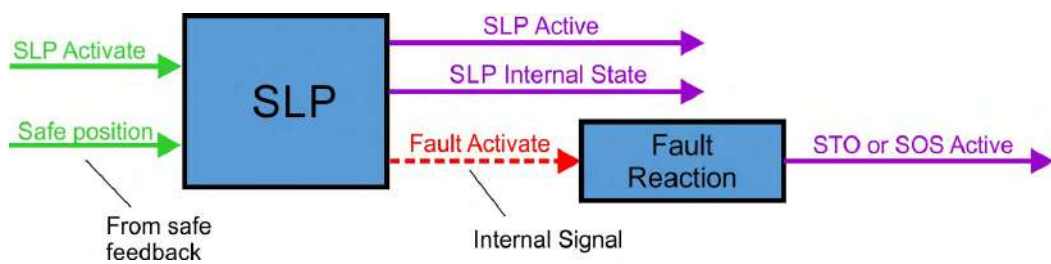 SLP Activate
Safe position
From safe
feedback
SLP
SLP Active
SLP Internal State
Fault Activate
Internal Signal
Fault
Reaction
STO or SOS Active